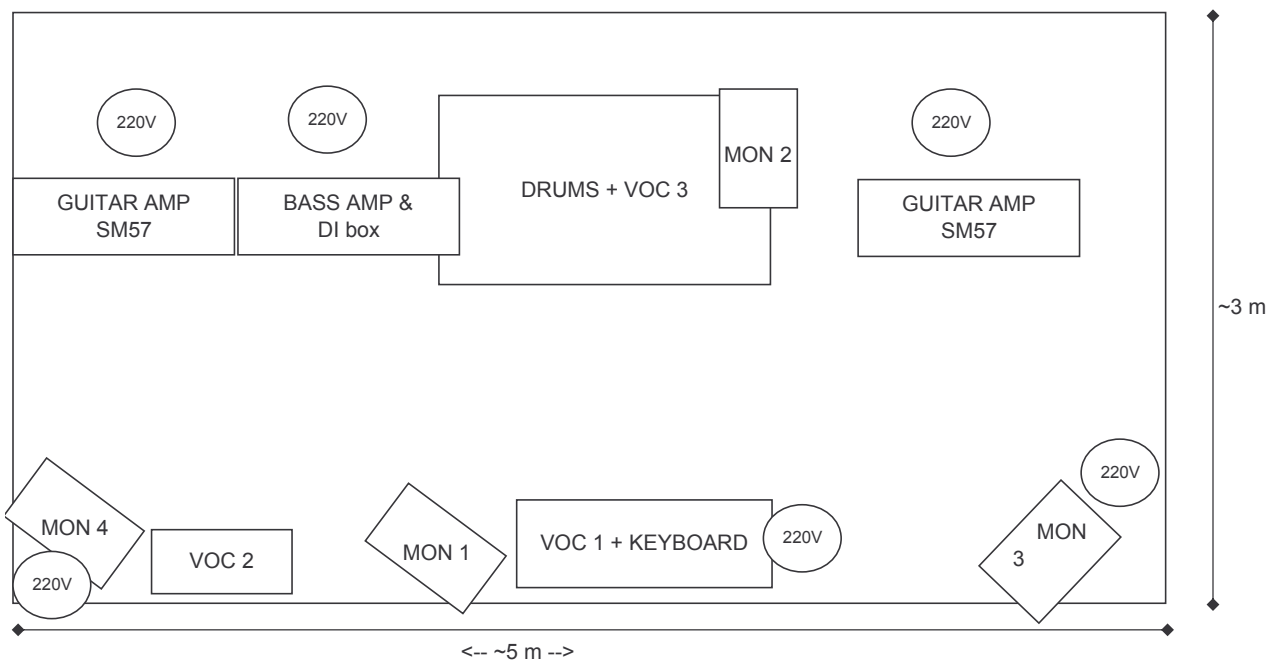 220V
220V
220V
MON 2
DRUMS + VOC 3
GUITAR AMP
SM57
BASS AMP &
DI box
GUITAR AMP
SM57
~3 m
220V
MON 4
MON 1
VOC 1 + KEYBOARD
220V
MON
3
VOC 2
220V
<-- ~5 m -->